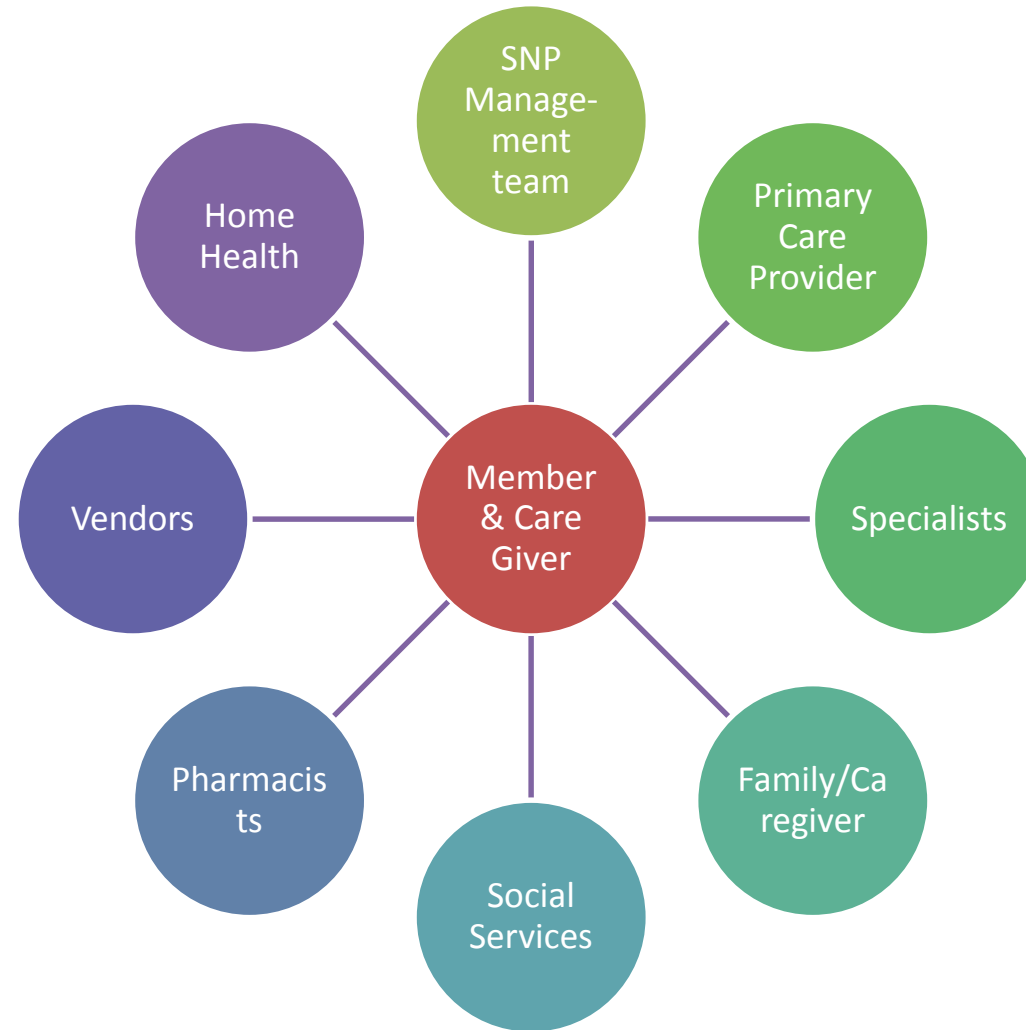 SNP
Manage-
ment
team
Primary
Care
Provider
Home
Health
Member
& Care
Giver
Vendors
Specialists
Pharmacis
ts
Family/Ca
regiver
Social
Services